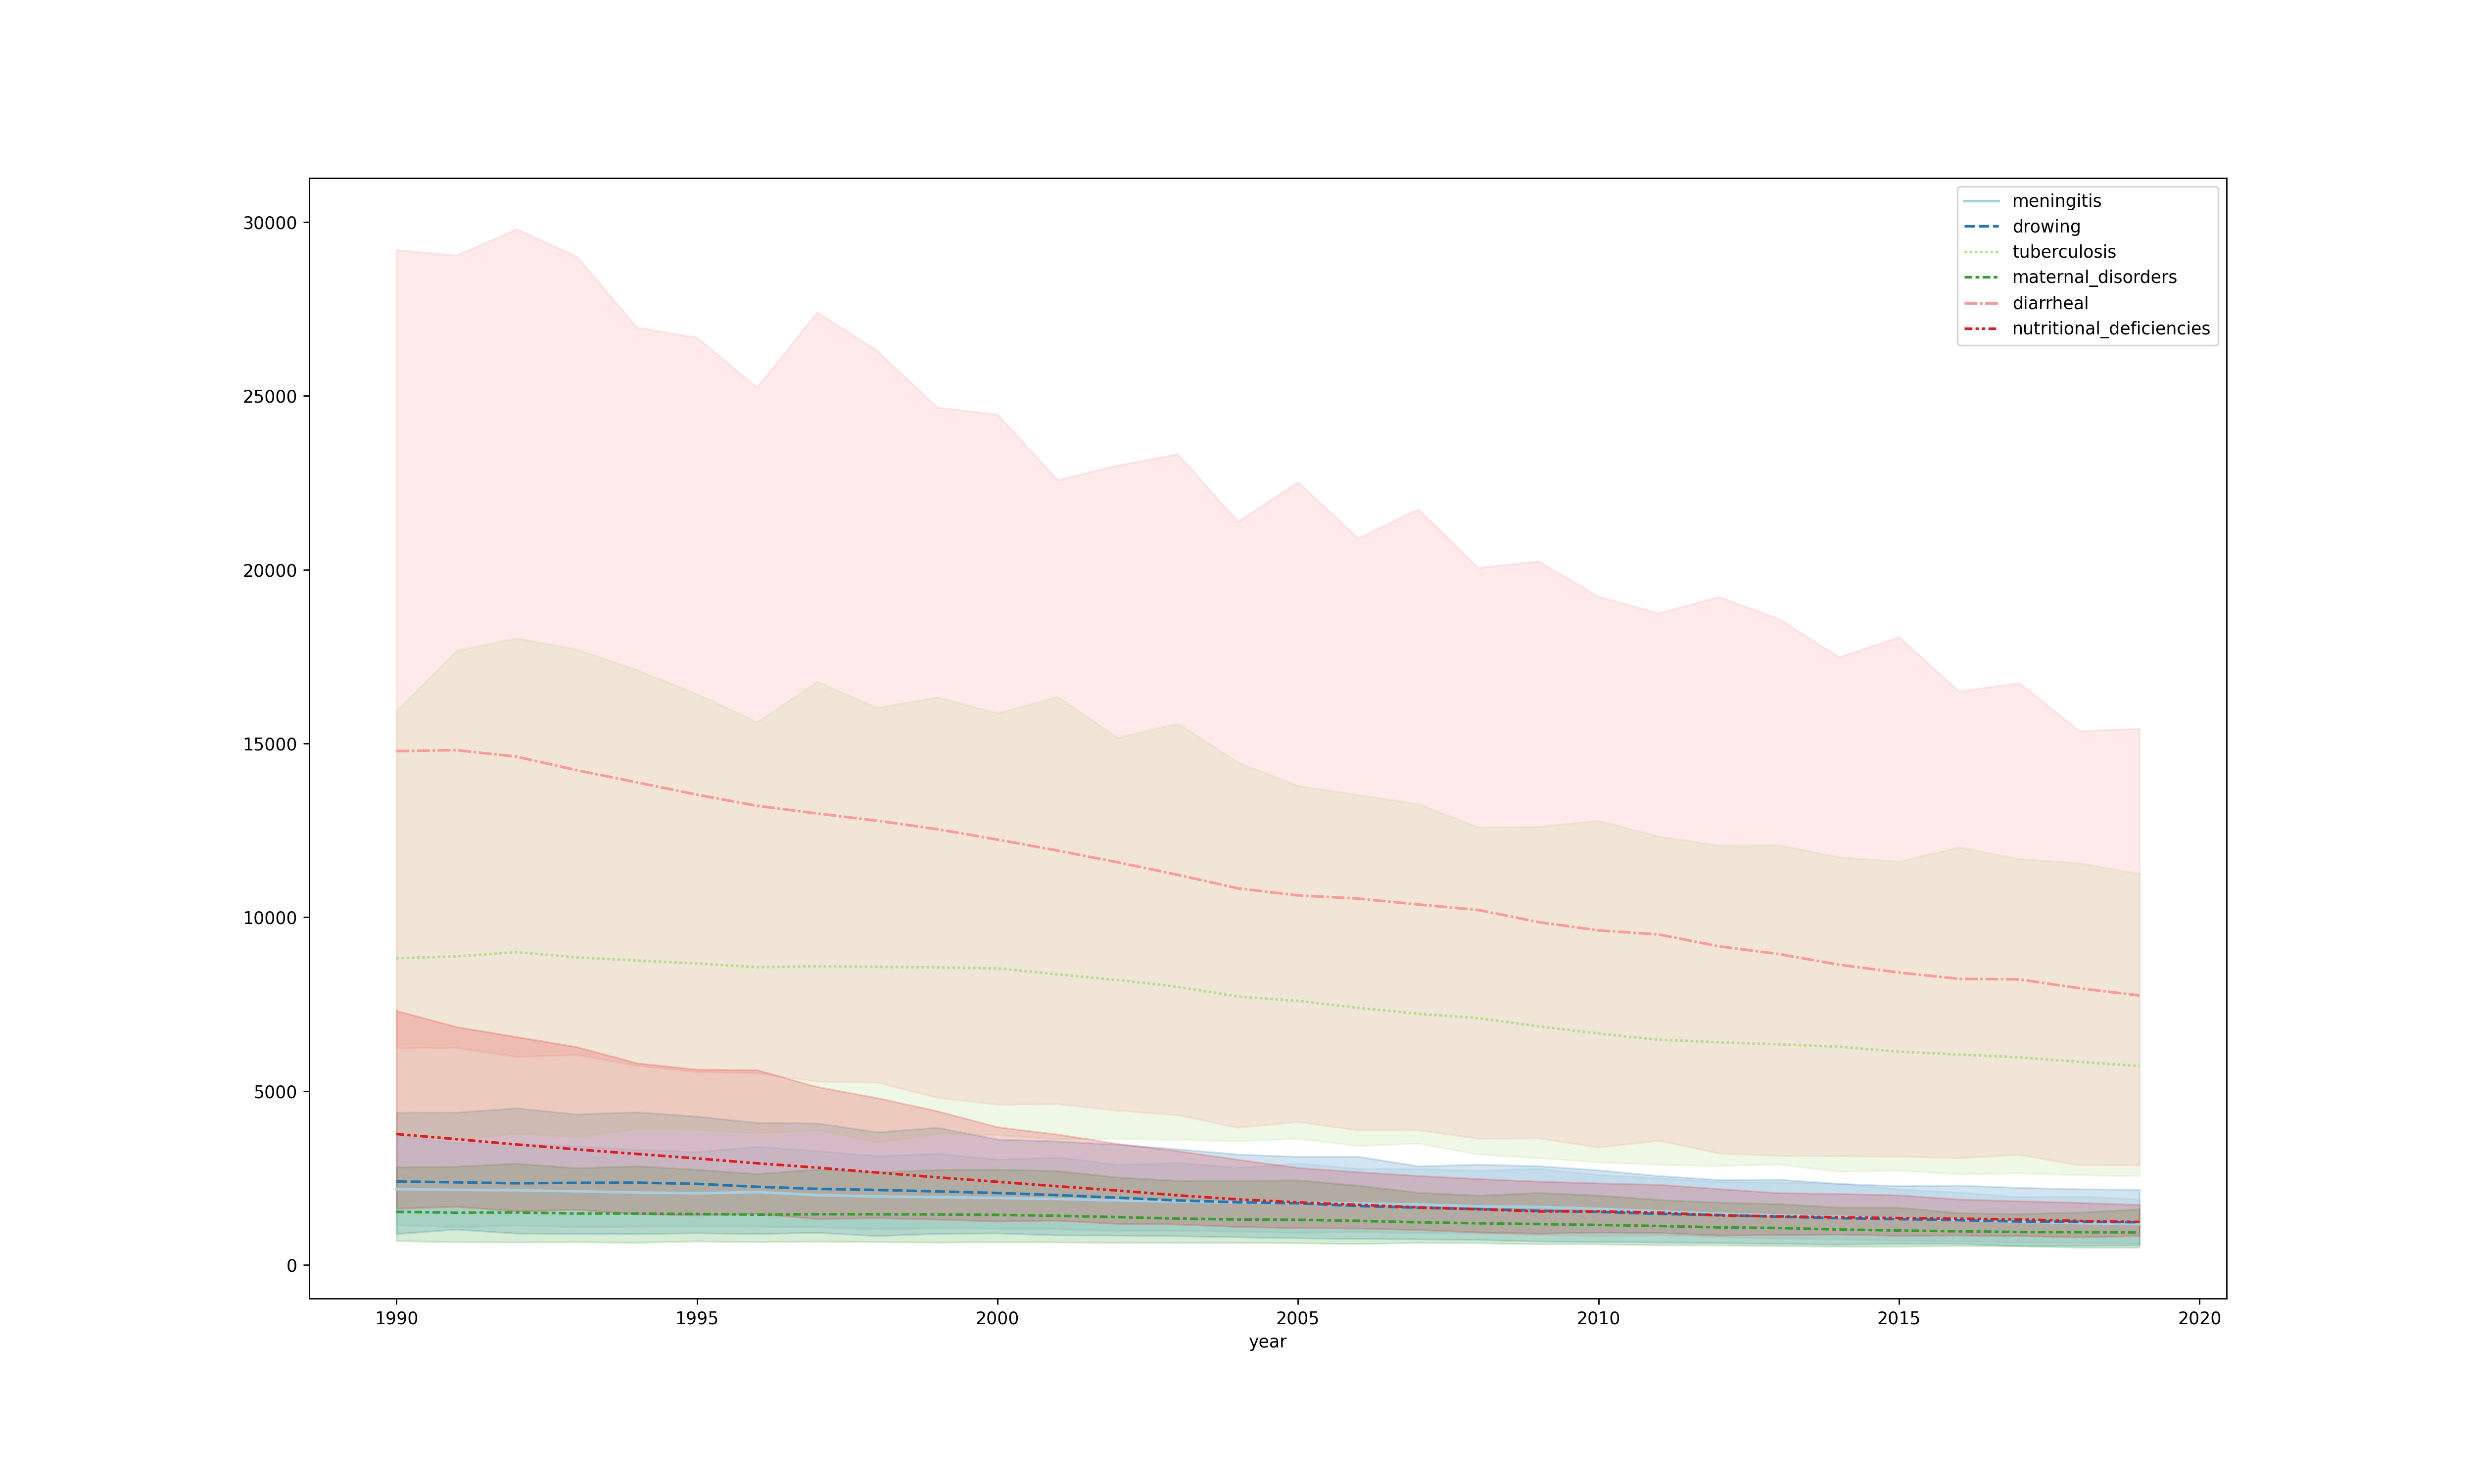 30000
25000
20000
15000
10000
5000
0
1990 1995 2000 2005 2010 2015 2020
year
meningitis
drowing
tuberculosis
maternal_disorders
diarrheal
nutritional_deficiencies